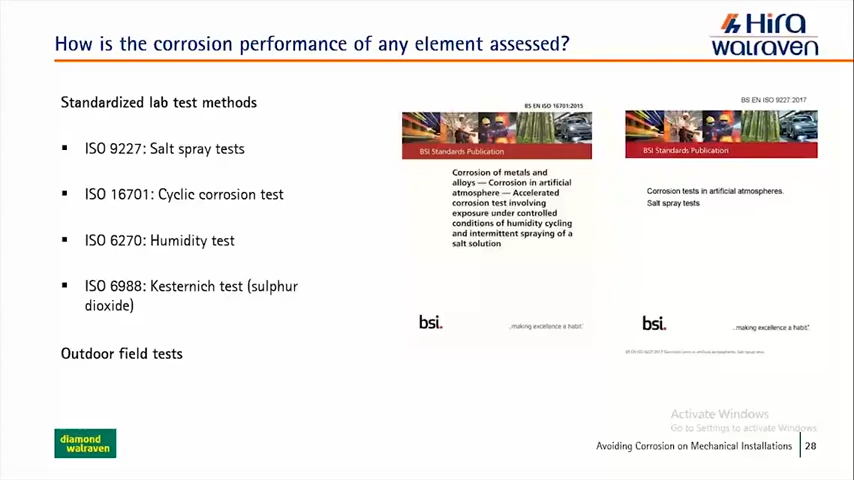 How is the corrosion performance of any element assessed?
Hira
walraven
Standardized lab test methods
▪ ISO 9227: Salt spray tests
▪ ISO 16701: Cyclic corrosion test
▪ ISO 6270: Humidity test
▪ ISO 6988: Kesternich test (sulphur
dioxide)
Outdoor field tests
BS EN ISO 16701:2015
BSI Standards Publication
Corrosion of metals and
alloys — Corrosion in artificial
atmosphere — Accelerated
corrosion test involving
exposure under controlled
conditions of humidity cycling
and intermittent spraying of a
salt solution
bsi.
...making excellence a habit.
BS EN ISO 9227:2017
BSI Standards Publication
Corrosion tests in artificial atmospheres.
Salt spray tests
bsi.
...making excellence a habit.
Activate Windows
Go to Settings to activate Windows
diamond
walraven
Avoiding Corrosion on Mechanical Installations
28